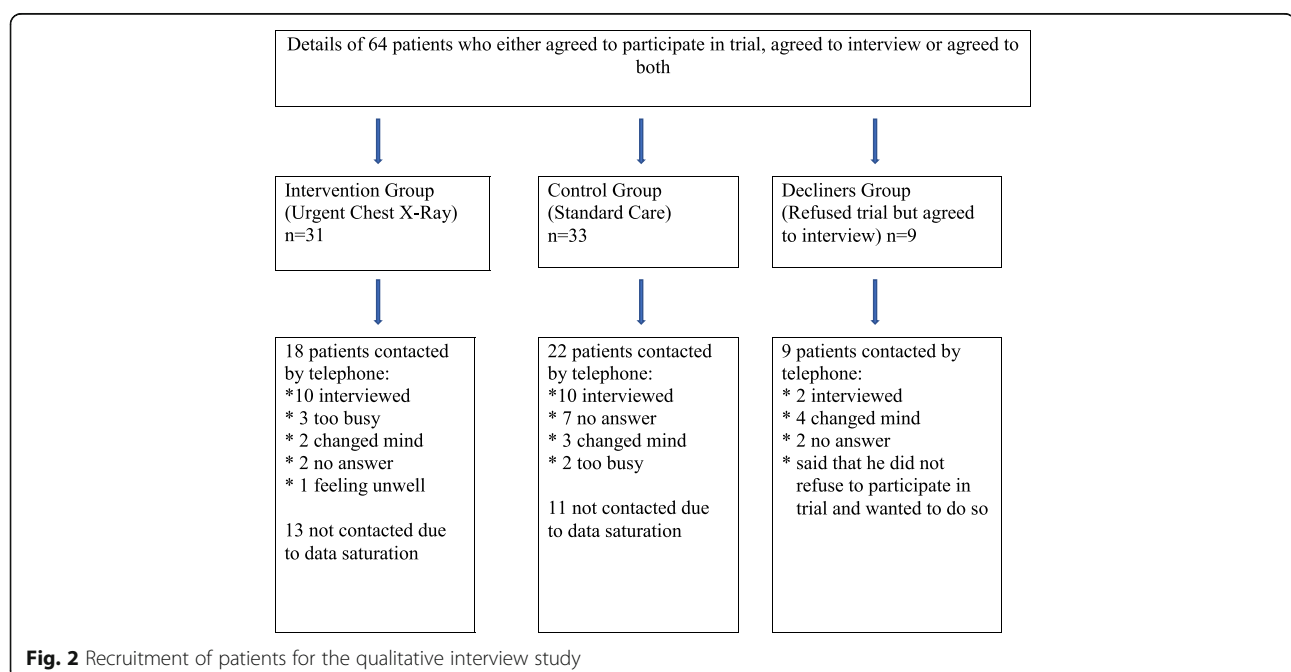 Details of 64 patients who either agreed to participate in trial, agreed to interview or agreed to
both
Intervention Group
(Urgent Chest X-Ray)
n=31
Control Group
(Standard Care)
n=33
Decliners Group
(Refused trial but agreed
to interview) n=9
18 patients contacted
by telephone:
*10 interviewed
* 3 too busy
* 2 changed mind
* 2 no answer
* 1 feeling unwell
13 not contacted due
to data saturation
22 patients contacted
by telephone:
*10 interviewed
* 7 no answer
* 3 changed mind
* 2 too busy
11 not contacted due
to data saturation
9 patients contacted by
telephone:
* 2 interviewed
* 4 changed mind
* 2 no answer
* said that he did not
refuse to participate in
trial and wanted to do so
Fig. 2 Recruitment of patients for the qualitative interview study